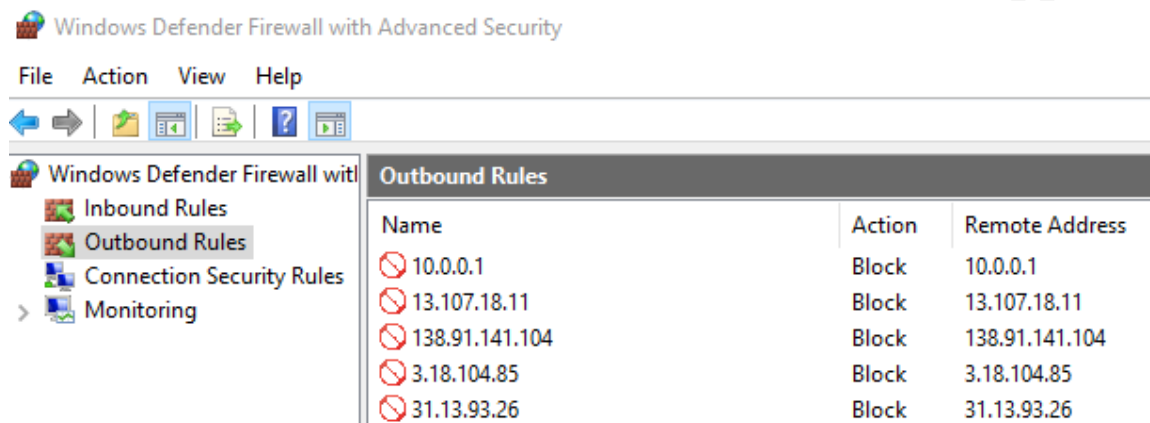 Windows Defender Firewall with Advanced Security
File Action View Help
Windows Defender Firewall witl
Inbound Rules
Outbound Rules
Connection Security Rules
Monitoring
Outbound Rules
Name Action Remote Address
10.0.0.1 Block 10.0.0.1
13.107.18.11 Block 13.107.18.11
138.91.141.104 Block 138.91.141.104
3.18.104.85 Block 3.18.104.85
31.13.93.26 Block 31.13.93.26